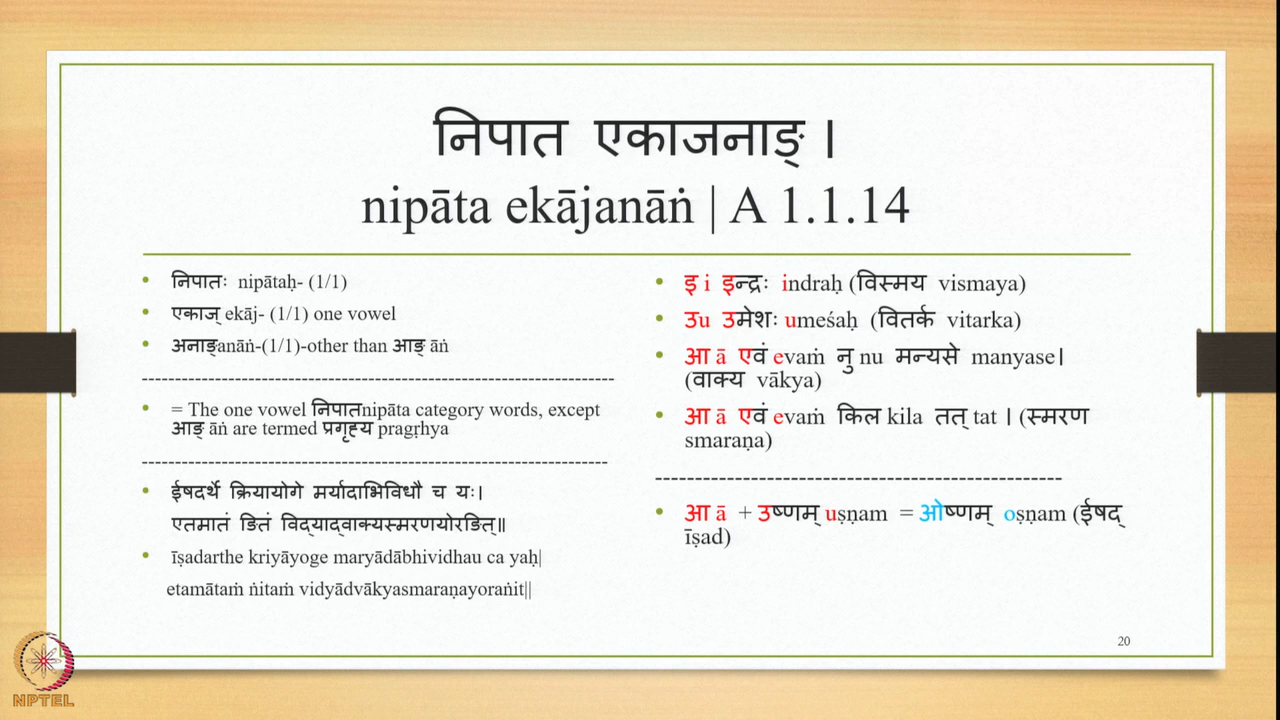 निपात एकाजनाङ् ।
nipāta ekājanāṅ | A 1.1.14
• निपातः nipātaḥ- (1/1)
• एकाज् ekāj- (1/1) one vowel
• अनाङ्anāṅ-(1/1)-other than आङ् āṅ
-----------------------------------------------------------------
• = The one vowel निपातnipāta category words, except
आङ् āṅ are termed प्रगृह्य pragṛhya
----------------------------------------------------------------
• ईषदर्थे क्रियायोगे मर्यादाभिविधौ च यः।
एतमातं ङितं विद्याद्वाक्यस्मरणयोरङित्॥
• īṣadarthe kriyāyoge maryādābhividhau ca yaḥ|
etamātaṁ ṅitaṁ vidyādvākyasmaraṇayoraṅit||
• इ i इन्द्रः indraḥ (विस्मय vismaya)
• उu उमेशः umeśaḥ (वितर्क vitarka)
• आ ā एवं evaṁ नु nu मन्यसे manyase|
(वाक्य vākya)
• आ ā एवं evaṁ किल kila तत् tat । (स्मरण
smaraṇa)
----------------------------------------------------
• आ ā + उष्णम् uṣṇam = ओष्णम् oṣṇam (ईषद्
īṣad)
20
NPTEL